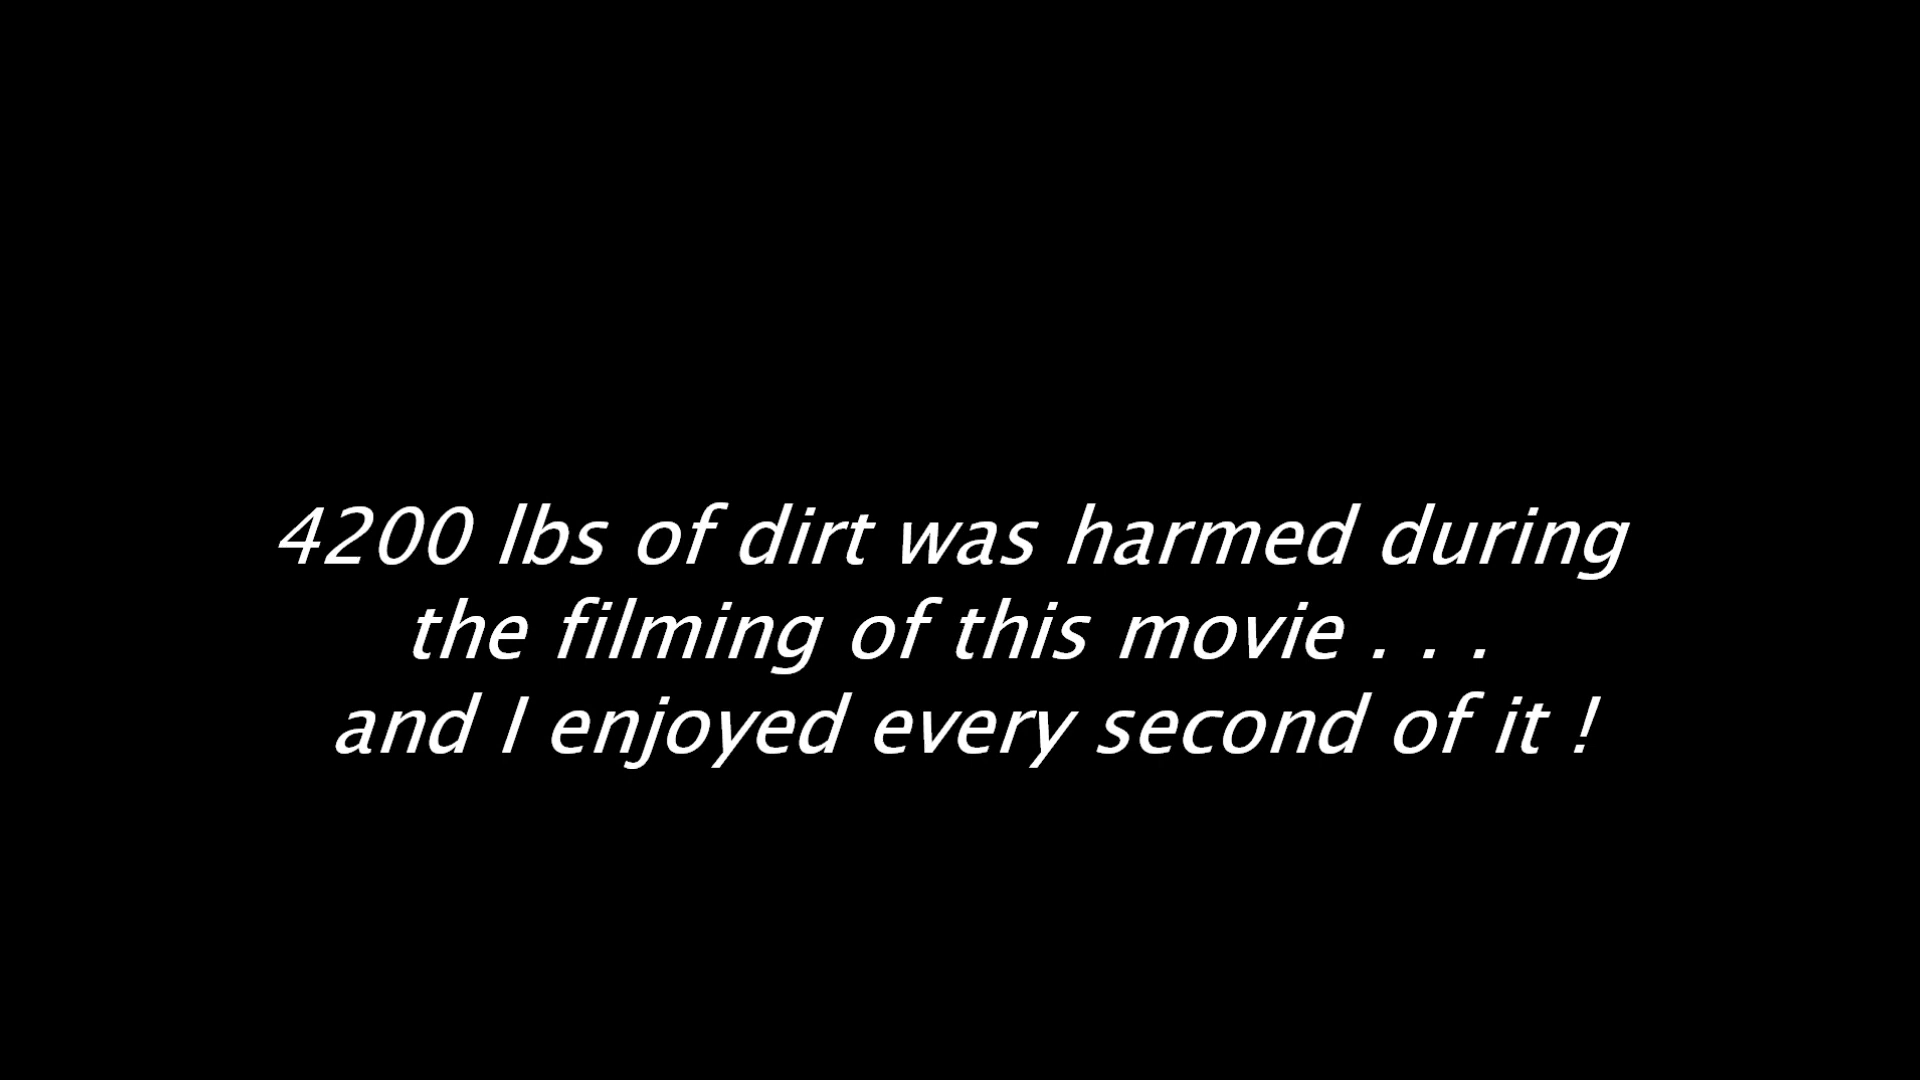 4200 lbs of dirt was harmed during
the filming of this movie . . .
and I enjoyed every second of it !